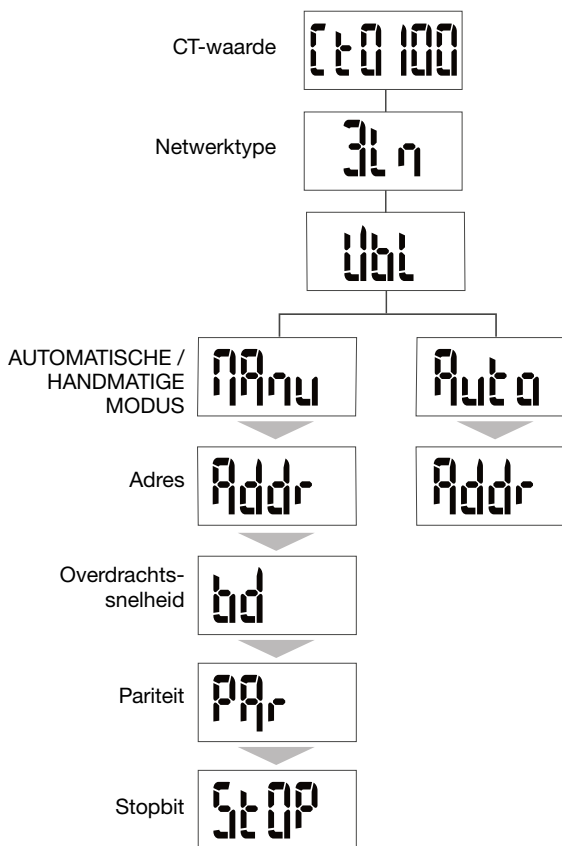 CT-waarde
Ct0100
Netwerktype
3Ln
UbL
AUTOMATISCHE /
HANDMATIGE
MODUS
MAnu
Auto
Adres
Addr
Addr
Overdrachts-
snelheid
bd
Pariteit
PAr
Stopbit
StOP